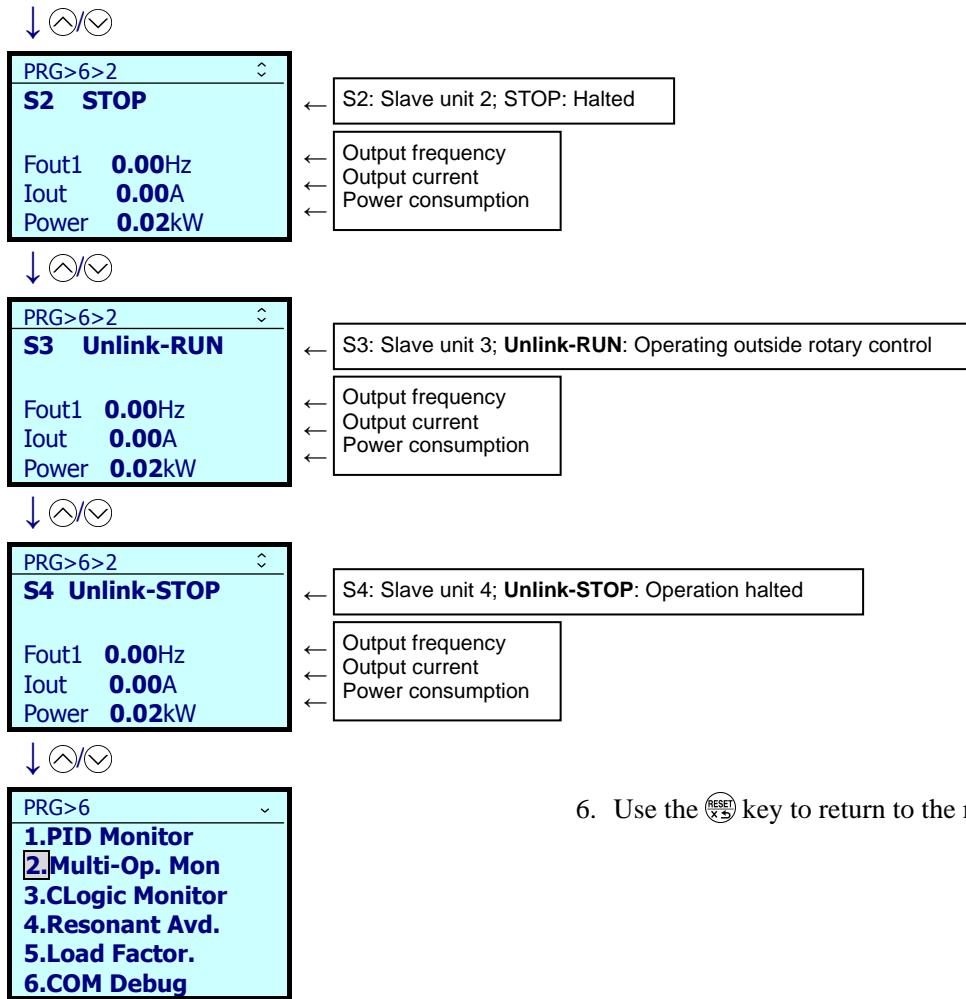 PRG>6>2
S2 STOP
Fout1 0.00Hz
Iout 0.00A
Power 0.02kW
← S2: Slave unit 2; STOP: Halted
← Output frequency
← Output current
← Power consumption
PRG>6>2
S3 Unlink-RUN
Fout1 0.00Hz
Iout 0.00A
Power 0.02kW
← S3: Slave unit 3; Unlink-RUN: Operating outside rotary control
← Output frequency
← Output current
← Power consumption
PRG>6>2
S4 Unlink-STOP
Fout1 0.00Hz
Iout 0.00A
Power 0.02kW
← S4: Slave unit 4; Unlink-STOP: Operation halted
← Output frequency
← Output current
← Power consumption
PRG>6
1.PID Monitor
2.Multi-Op. Mon
3.CLogic Monitor
4.Resonant Avd.
5.Load Factor.
6.COM Debug
6. Use the RESET key to return to the